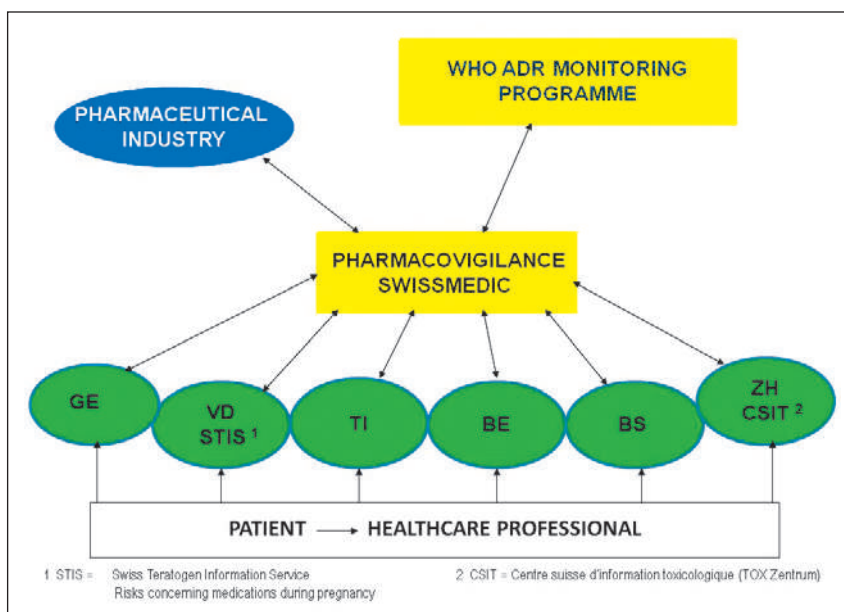 PHARMACEUTICAL
INDUSTRY
WHO ADR MONITORING
PROGRAMME
PHARMACOVIGILANCE
SWISSMEDIC
GE
VD
STIS 1
TI
BE
BS
ZH
CSIT 2
PATIENT → HEALTHCARE PROFESSIONAL
1 STIS = Swiss Teratogen Information Service
Risks concerning medications during pregnancy
2 CSIT = Centre suisse d'information toxicologique (TOX Zentrum)